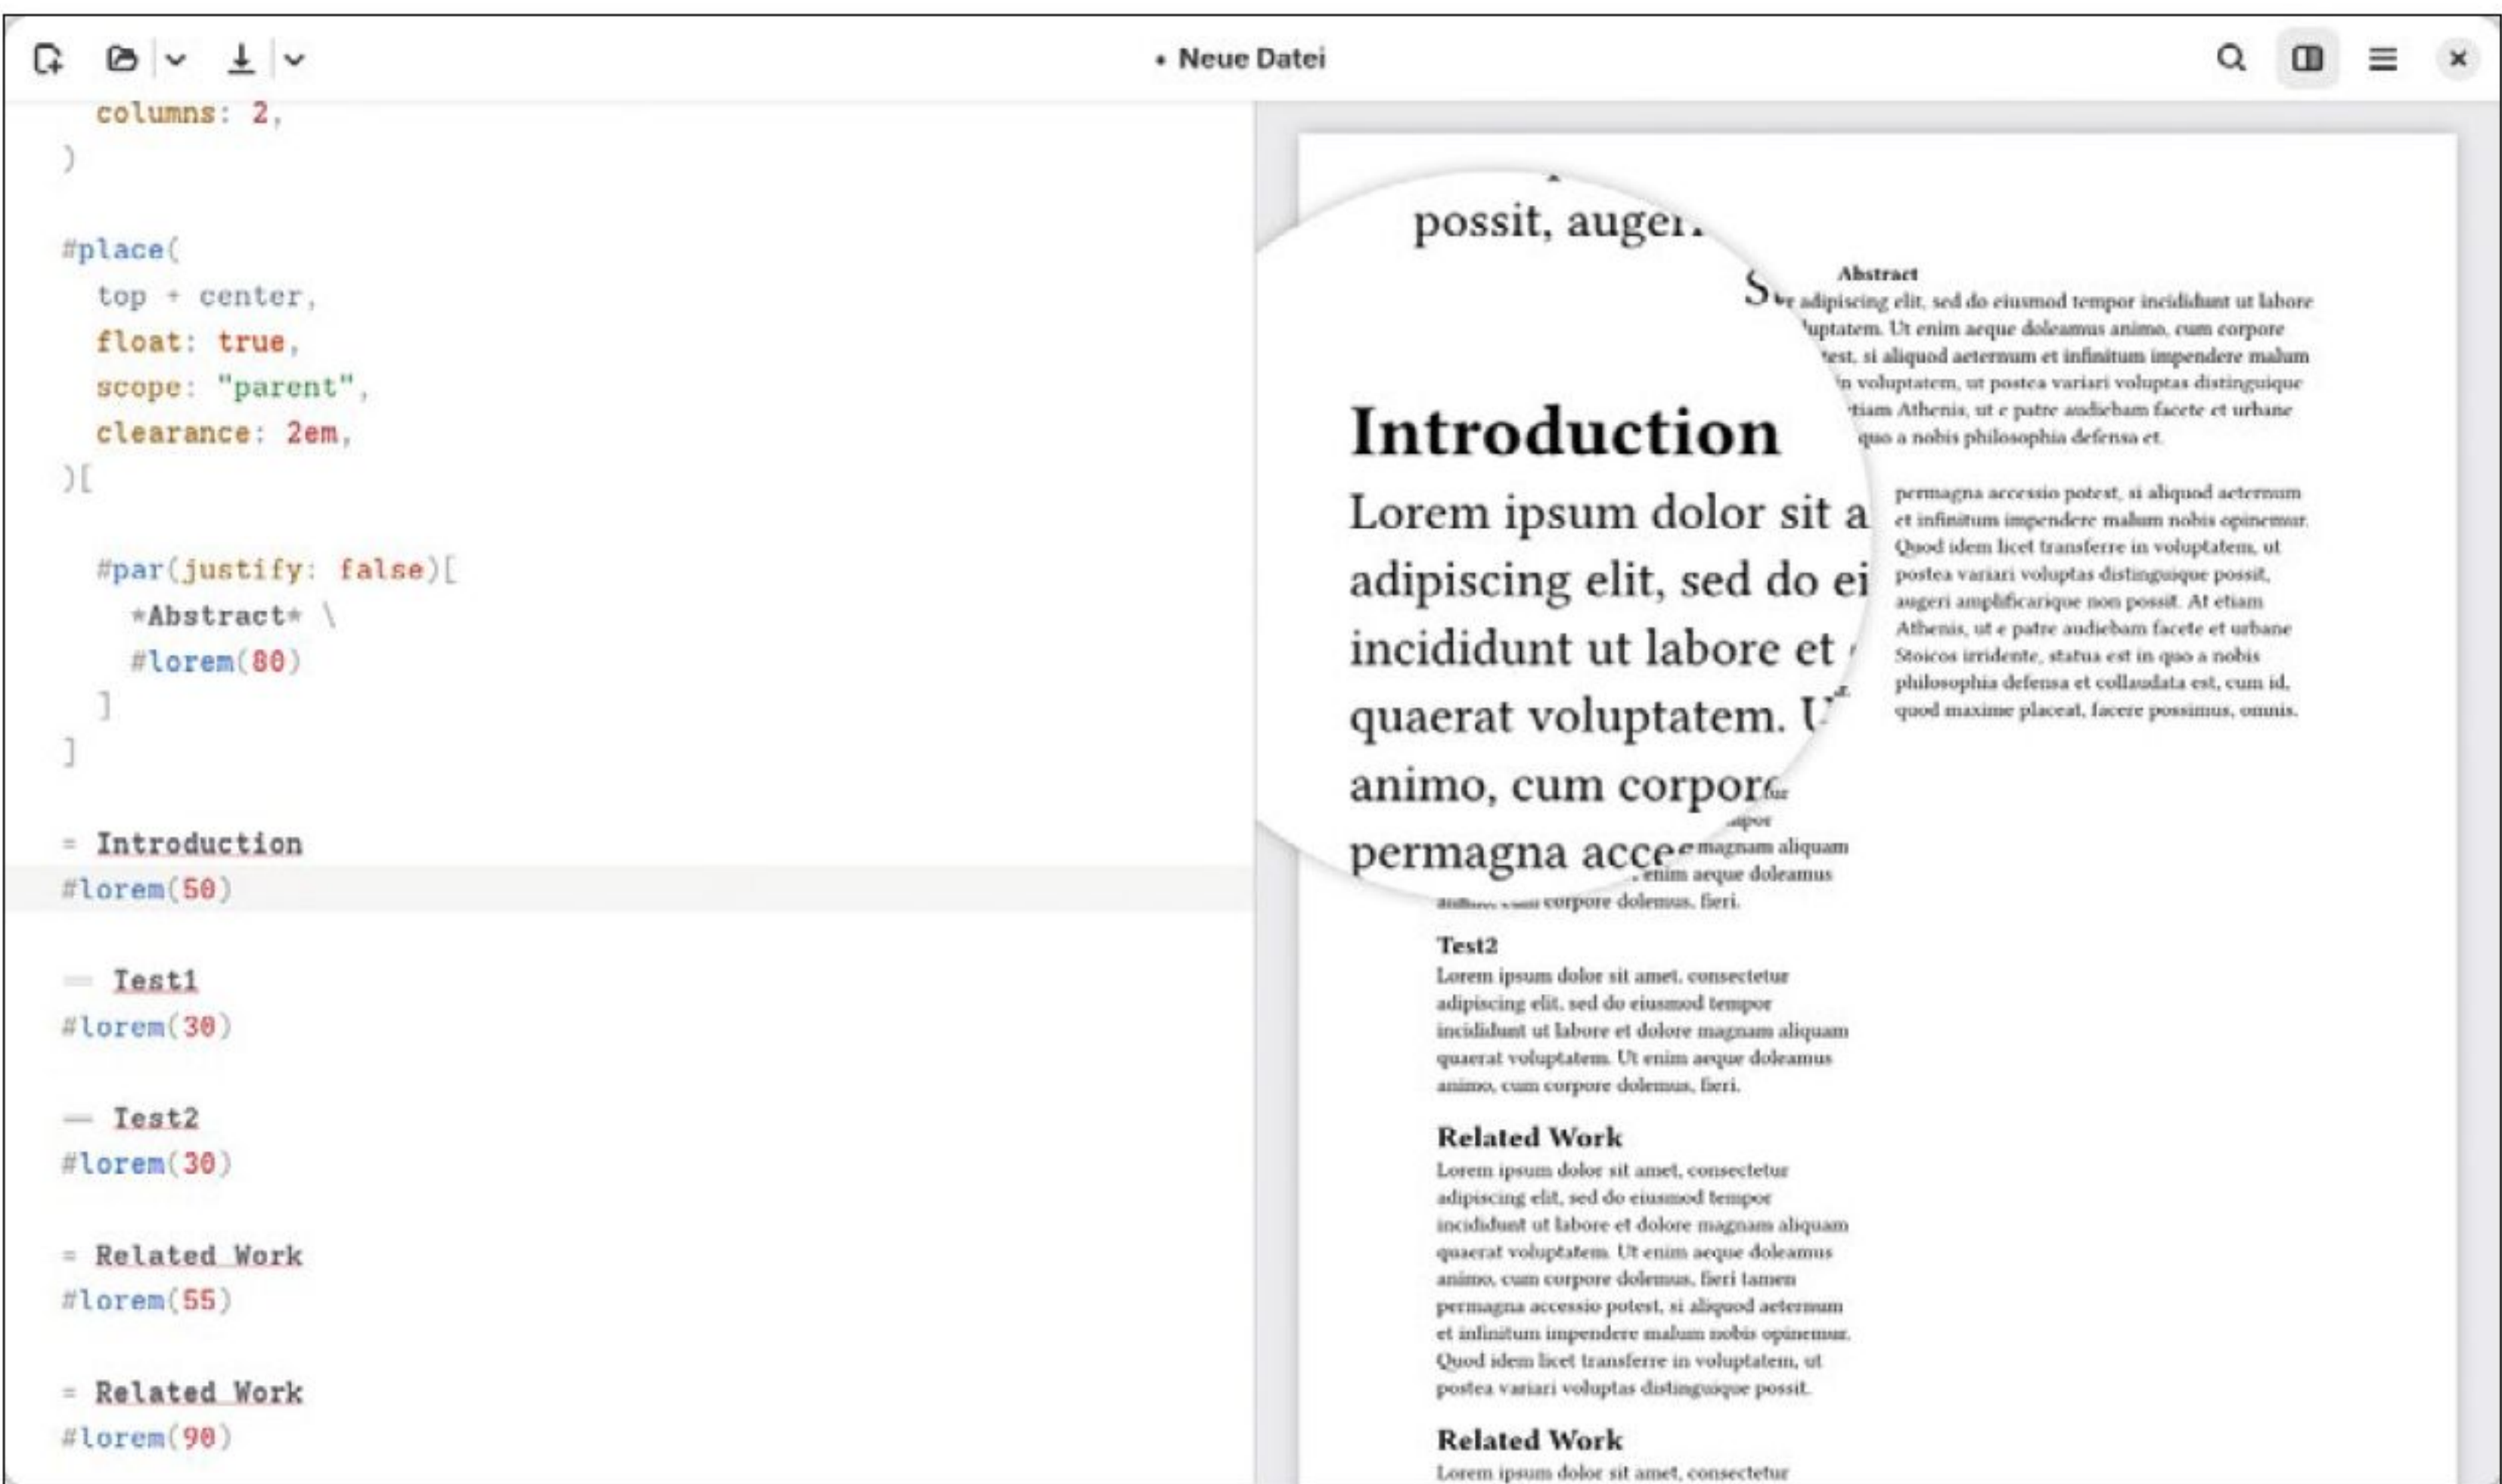 • Neue Datei
columns: 2,
)
#place(
top + center,
float: true,
scope: "parent",
clearance: 2em,
)[
#par(justify: false)[
*Abstract* \
#lorem(80)
]
]
= Introduction
#lorem(50)
== Test1
#lorem(30)
== Test2
#lorem(30)
= Related Work
#lorem(55)
= Related Work
#lorem(90)
possit, augeri
Introduction
Lorem ipsum dolor sit a
adipiscing elit, sed do ei
incididunt ut labore et
quaerat voluptatem. U
animo, cum corpore
permagna acces
Abstract
adipiscing elit, sed do eiusmod tempor incididunt ut labore
luptatem. Ut enim aeque doleamus animo, cum corpore
test, si aliquod aeternum et infinitum impendere malum
in voluptatem, ut postea variari voluptas distinguique
etiam Athenis, ut e patre audiebam facete et urbane
quo a nobis philosophia defensa et.
magnam aliquam
enim aeque doleamus
corpore dolemus, fieri.
Test2
Lorem ipsum dolor sit amet, consectetur
adipiscing elit, sed do eiusmod tempor
incididunt ut labore et dolore magnam aliquam
quaerat voluptatem. Ut enim aeque doleamus
animo, cum corpore dolemus, fieri.
Related Work
Lorem ipsum dolor sit amet, consectetur
adipiscing elit, sed do eiusmod tempor
incididunt ut labore et dolore magnam aliquam
quaerat voluptatem. Ut enim aeque doleamus
animo, cum corpore dolemus, fieri tamen
permagna accessio potest, si aliquod aeternum
et infinitum impendere malum nobis opinemur.
Quod idem licet transferre in voluptatem, ut
postea variari voluptas distinguique possit.
Related Work
Lorem ipsum dolor sit amet, consectetur
permagna accessio potest, si aliquod aeternum
et infinitum impendere malum nobis opinemur.
Quod idem licet transferre in voluptatem, ut
postea variari voluptas distinguique possit,
augeri amplificarique non possit. At etiam
Athenis, ut e patre audiebam facete et urbane
Stoicos irridente, statua est in quo a nobis
philosophia defensa et collaudata est, cum id,
quod maxime placeat, facere possimus, omnis.